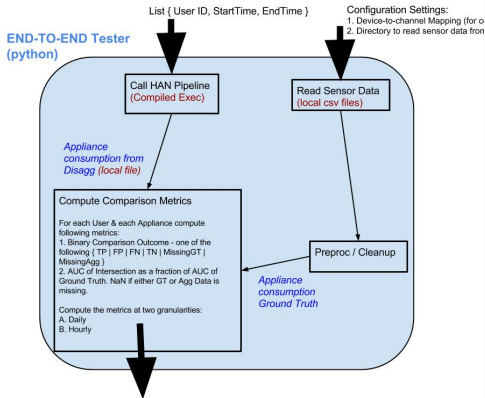 List { User ID, StartTime, EndTime }
Configuration Settings:
1. Device-to-channel Mapping (for
2. Directory to read sensor data from
END-TO-END Tester
(python)
Call HAN Pipeline
(Compiled Exec)
Read Sensor Data
(local csv files)
Appliance
consumption from
Disagg (local file)
Compute Comparison Metrics
For each User & each Appliance compute
following metrics:
1. Binary Comparison Outcome - one of the
following { TP | FP | FN | TN | MissingGT |
MissingAgg }
2. AUC of Intersection as a fraction of AUC of
Ground Truth. NaN if either GT or Agg Data is
missing.
Compute the metrics at two granularities:
A. Daily
B. Hourly
Preproc / Cleanup
Appliance
consumption
Ground Truth